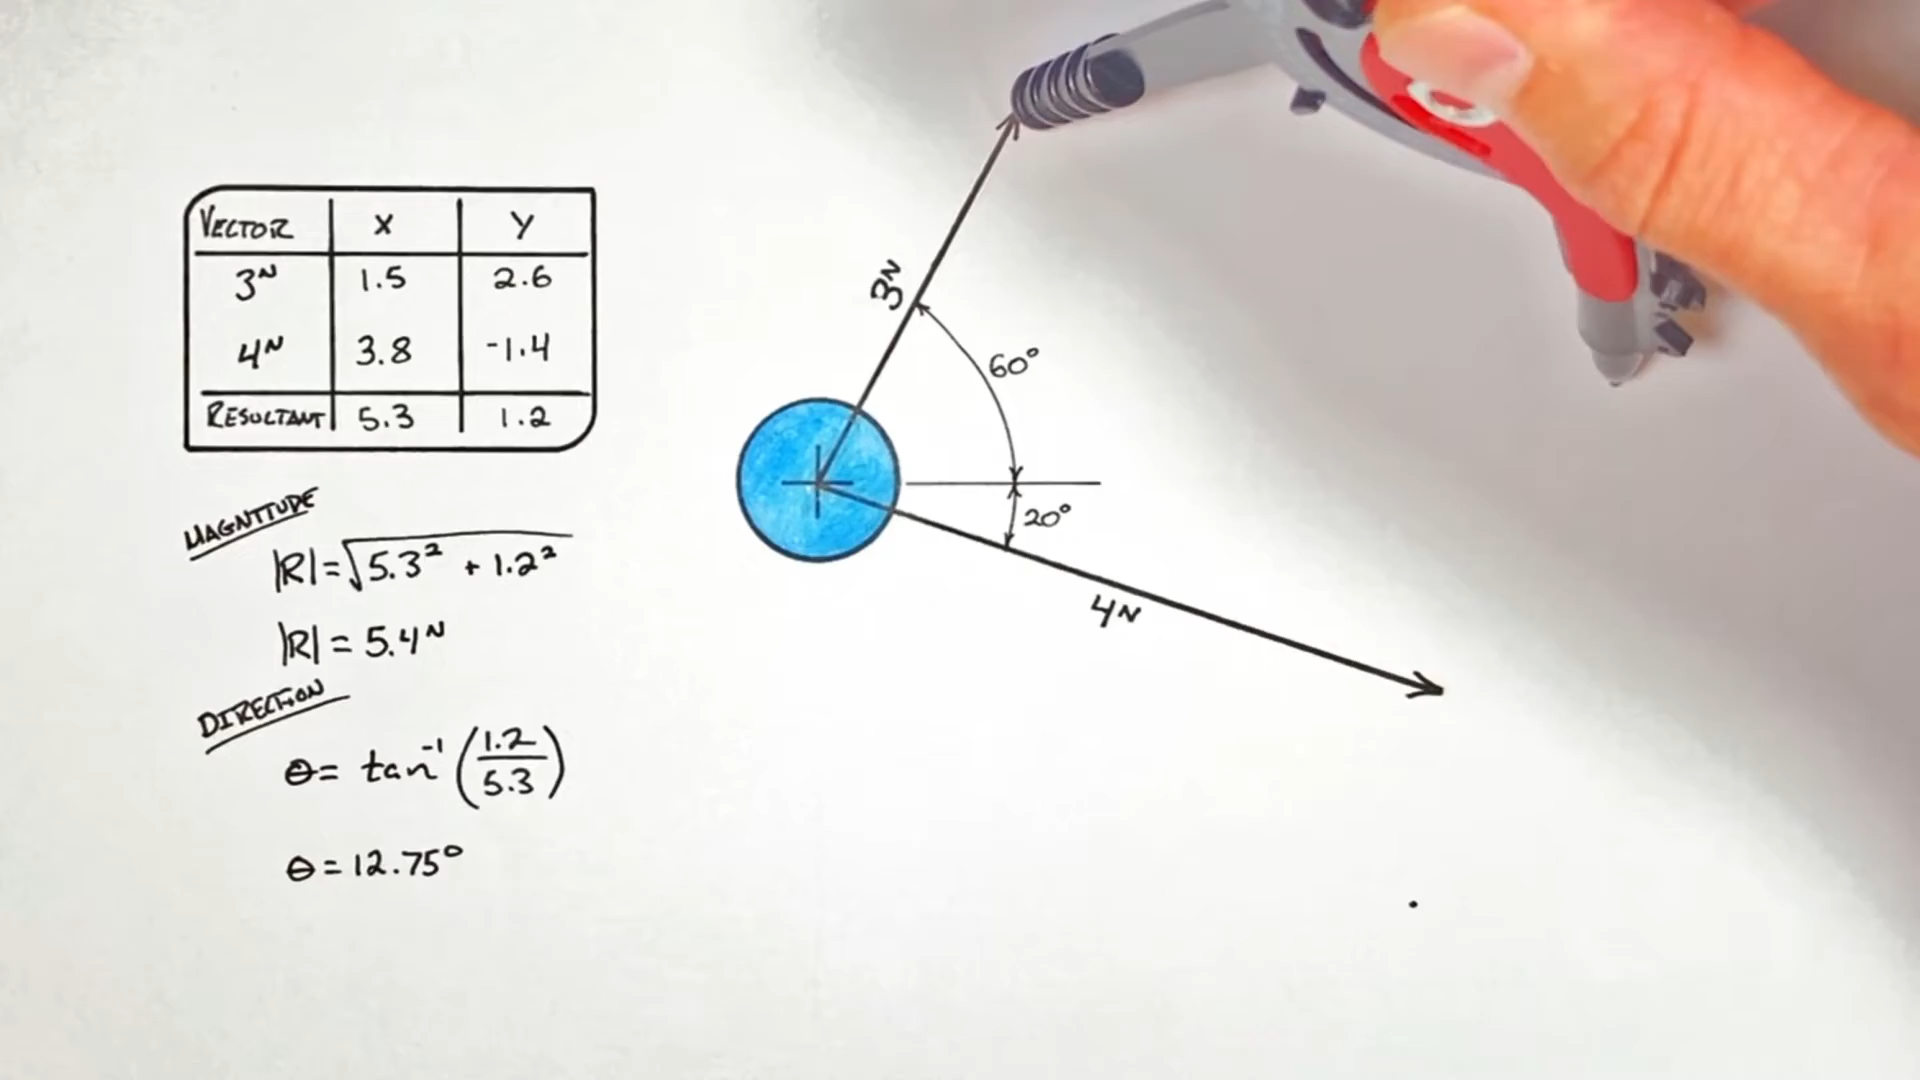 VECTOR X Y
3N 1.5 2.6
4N 3.8 -1.4
RESULTANT 5.3 1.2
MAGNITUDE
|R| = √5.3² + 1.2²
|R| = 5.4N
DIRECTION
θ = tan⁻¹ (1.2/5.3)
θ = 12.75°
3N
60°
20°
4N